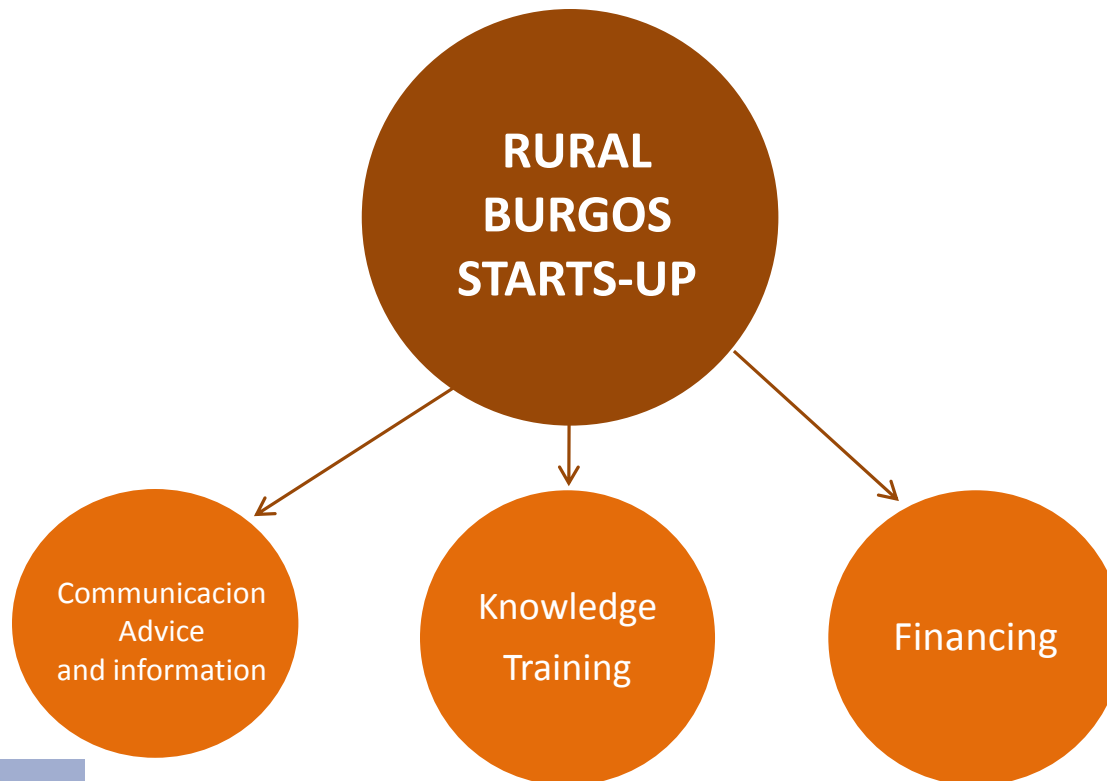 RURAL
BURGOS
STARTS-UP
Communicacion
Advice
and information
Knowledge
Training
Financing